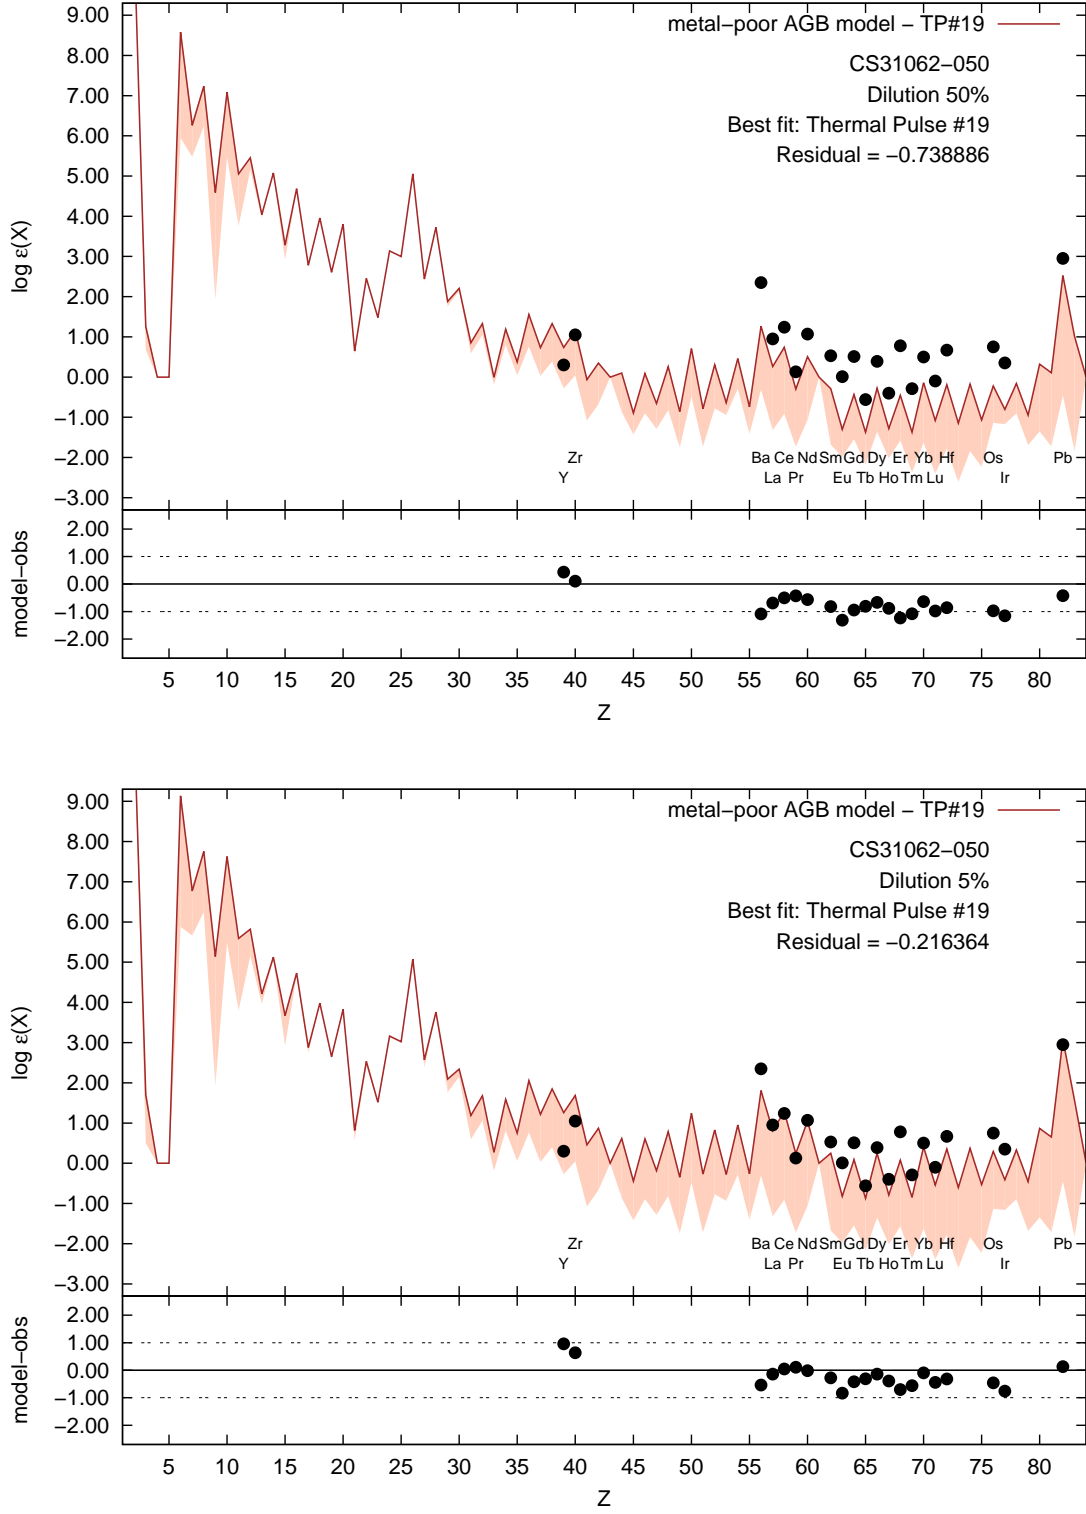 metal−poor AGB model − TP#19
CS31062−050
Dilution 50%
Best fit: Thermal Pulse #19
Residual = −0.738886
log ε(X)
9.00
8.00
7.00
6.00
5.00
4.00
3.00
2.00
1.00
0.00
−1.00
−2.00
−3.00
Zr Ba Ce Nd Sm Gd Dy Er Yb Hf Os Pb
Y La Pr Eu Tb Ho Tm Lu Ir
model−obs
2.00
1.00
0.00
−1.00
−2.00
5 10 15 20 25 30 35 40 45 50 55 60 65 70 75 80
Z
metal−poor AGB model − TP#19
CS31062−050
Dilution 5%
Best fit: Thermal Pulse #19
Residual = −0.216364
log ε(X)
9.00
8.00
7.00
6.00
5.00
4.00
3.00
2.00
1.00
0.00
−1.00
−2.00
−3.00
Zr Ba Ce Nd Sm Gd Dy Er Yb Hf Os Pb
Y La Pr Eu Tb Ho Tm Lu Ir
model−obs
2.00
1.00
0.00
−1.00
−2.00
5 10 15 20 25 30 35 40 45 50 55 60 65 70 75 80
Z